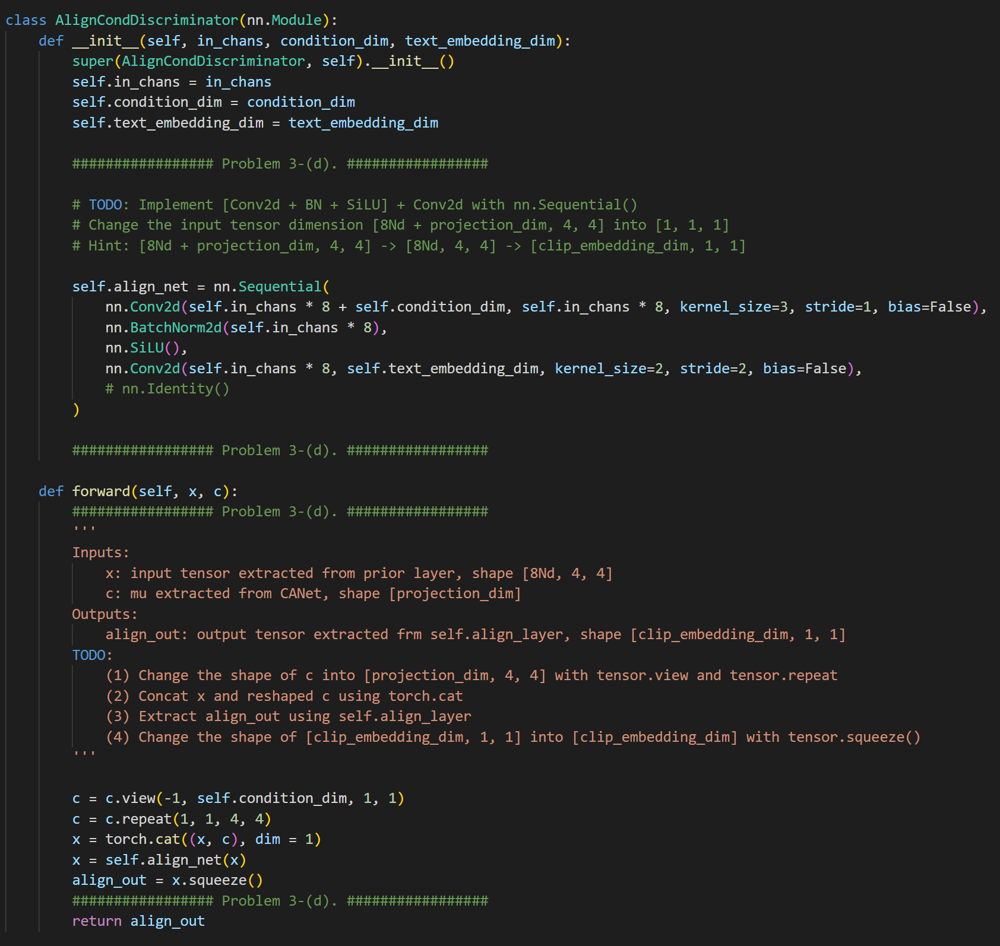 class AlignCondDiscriminator(nn.Module):
    def __init__(self, in_chans, condition_dim, text_embedding_dim):
        super(AlignCondDiscriminator, self).__init__()
        self.in_chans = in_chans
        self.condition_dim = condition_dim
        self.text_embedding_dim = text_embedding_dim

        ################# Problem 3-(d). #################

        # TODO: Implement [Conv2d + BN + SiLU] + Conv2d with nn.Sequential()
        # Change the input tensor dimension [8Nd + projection_dim, 4, 4] into [1, 1, 1]
        # Hint: [8Nd + projection_dim, 4, 4] -> [8Nd, 4, 4] -> [clip_embedding_dim, 1, 1]

        self.align_net = nn.Sequential(
            nn.Conv2d(self.in_chans * 8 + self.condition_dim, self.in_chans * 8, kernel_size=3, stride=1, bias=False),
            nn.BatchNorm2d(self.in_chans * 8),
            nn.SiLU(),
            nn.Conv2d(self.in_chans * 8, self.text_embedding_dim, kernel_size=2, stride=2, bias=False),
            # nn.Identity()
        )

        ################# Problem 3-(d). #################

    def forward(self, x, c):
        ################# Problem 3-(d). #################
        '''
        Inputs:
            x: input tensor extracted from prior layer, shape [8Nd, 4, 4]
            c: mu extracted from CANet, shape [projection_dim]
        Outputs:
            align_out: output tensor extracted frm self.align_layer, shape [clip_embedding_dim, 1, 1]
        TODO:
            (1) Change the shape of c into [projection_dim, 4, 4] with tensor.view and tensor.repeat
            (2) Concat x and reshaped c using torch.cat
            (3) Extract align_out using self.align_layer
            (4) Change the shape of [clip_embedding_dim, 1, 1] into [clip_embedding_dim] with tensor.squeeze()
        '''

        c = c.view(-1, self.condition_dim, 1, 1)
        c = c.repeat(1, 1, 4, 4)
        x = torch.cat((x, c), dim = 1)
        x = self.align_net(x)
        align_out = x.squeeze()
        ################# Problem 3-(d). #################
        return align_out